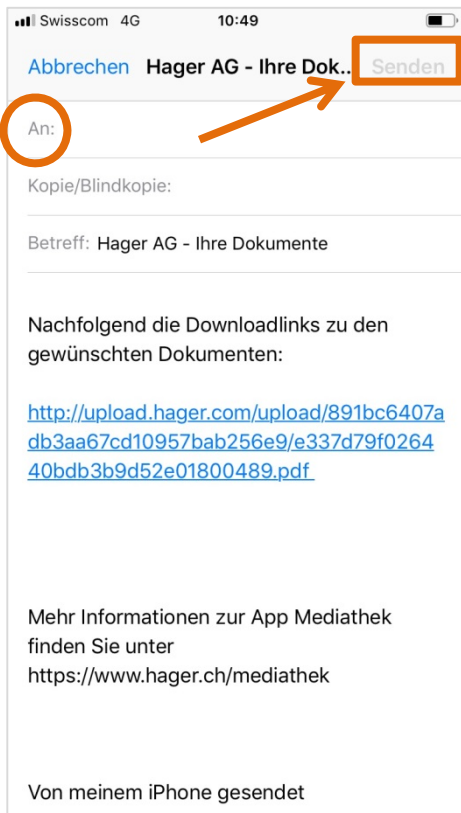 Swisscom 4G 10:49
Abbrechen Hager AG - Ihre Dok.. Senden
An:
Kopie/Blindkopie:
Betreff: Hager AG - Ihre Dokumente
Nachfolgend die Downloadlinks zu den
gewünschten Dokumenten:
http://upload.hager.com/upload/891bc6407a
db3aa67cd10957bab256e9/e337d79f0264
40bdb3b9d52e01800489.pdf
Mehr Informationen zur App Mediathek
finden Sie unter
https://www.hager.ch/mediathek
Von meinem iPhone gesendet